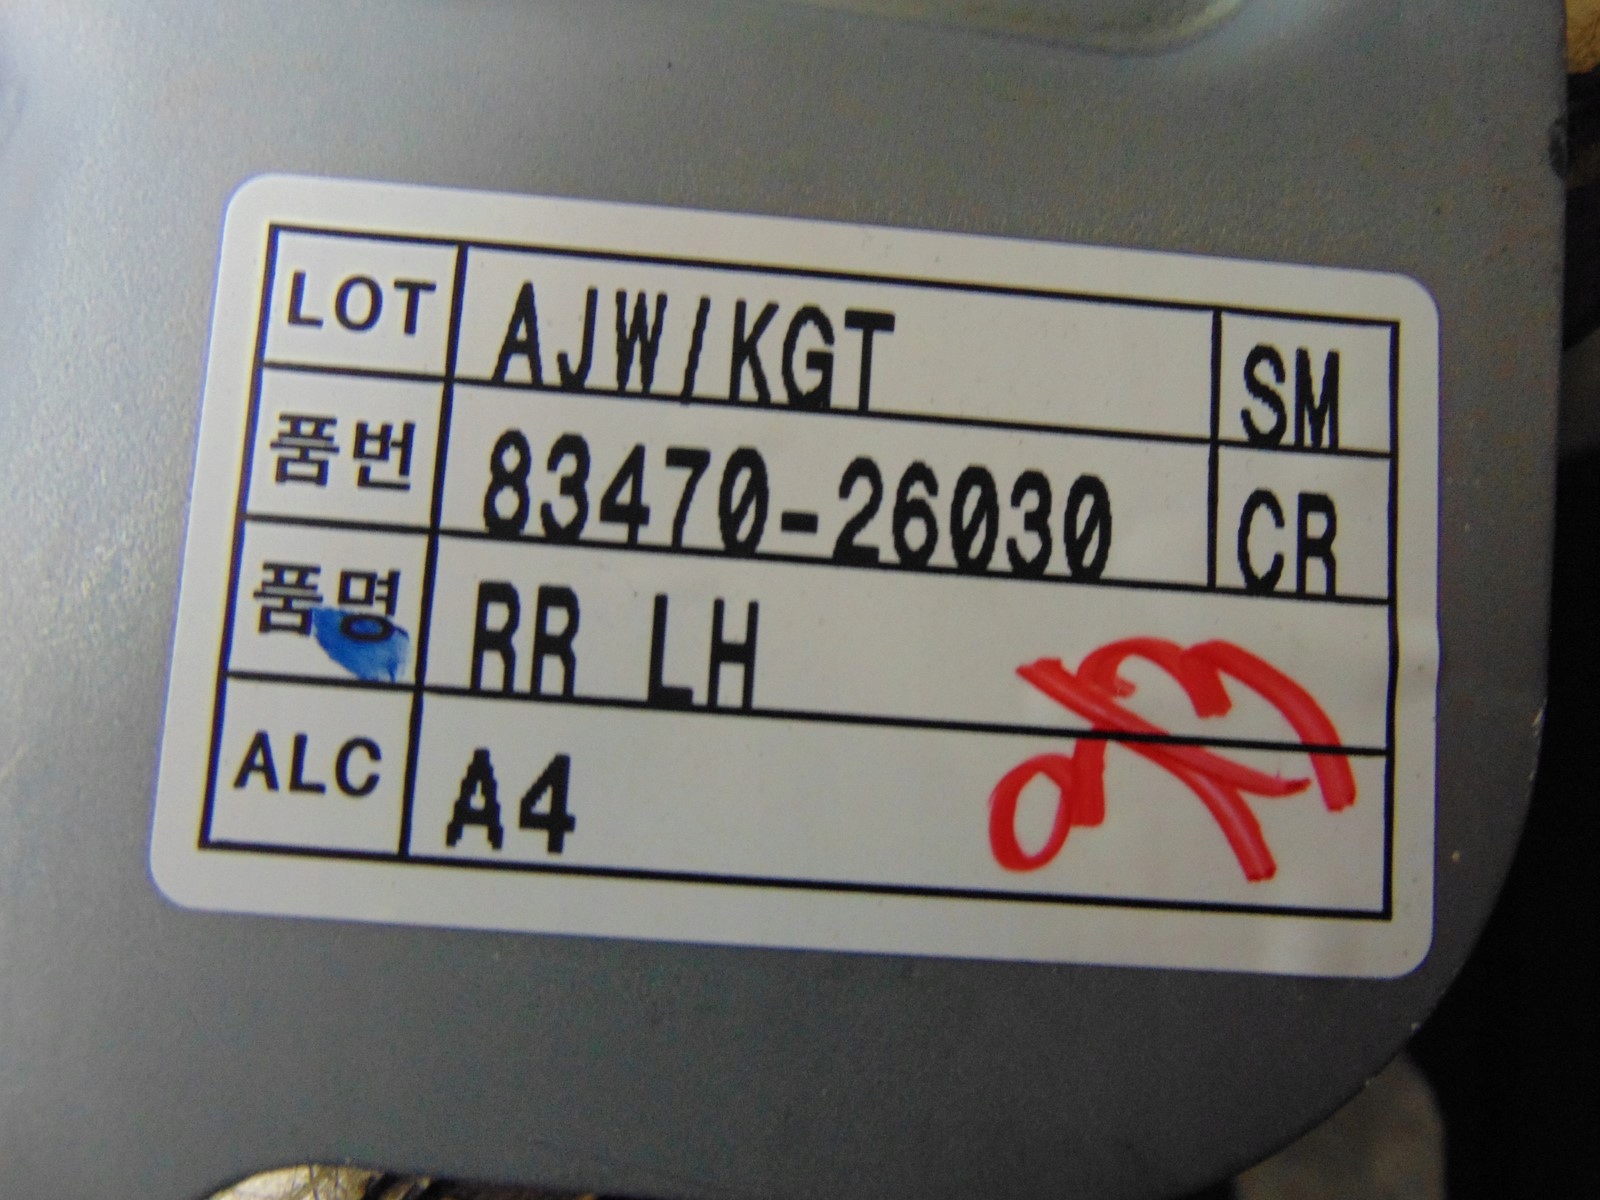 LOT AJW/KGT SM
품번 83470-26030 CR
품명 RR LH
ALC A4